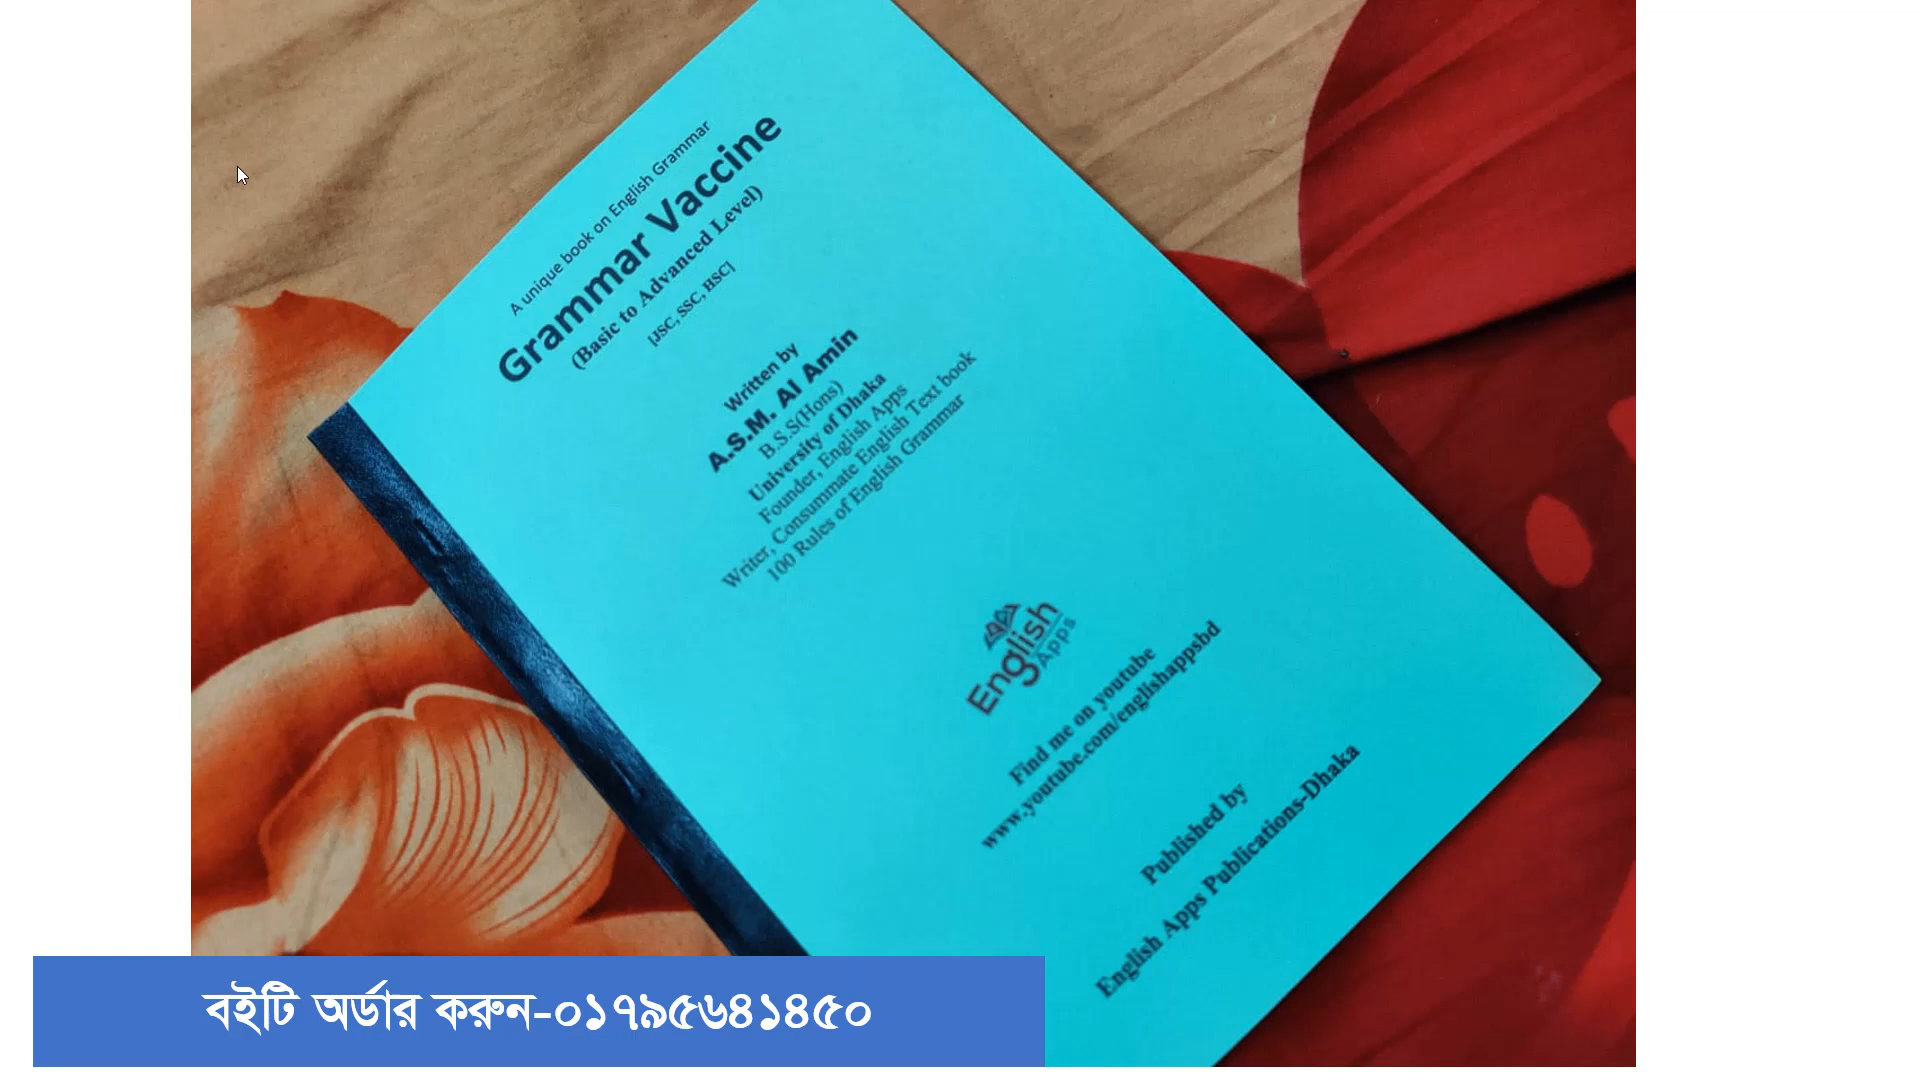 A unique book on English Grammar
Grammar Vaccine
(Basic to Advanced Level)
[JSC, SSC, HSC]
Written by
A.S.M. Al Amin
B.S.S(Hons)
University of Dhaka
Founder, English Apps
Writer, Consummate English Text book
100 Rules of English Grammar
English
Apps
Find me on youtube
www.youtube.com/englishappsbd
Published by
English Apps Publications-Dhaka
বইটি অর্ডার করুন-০১৭৯৫৬৪১৪৫০